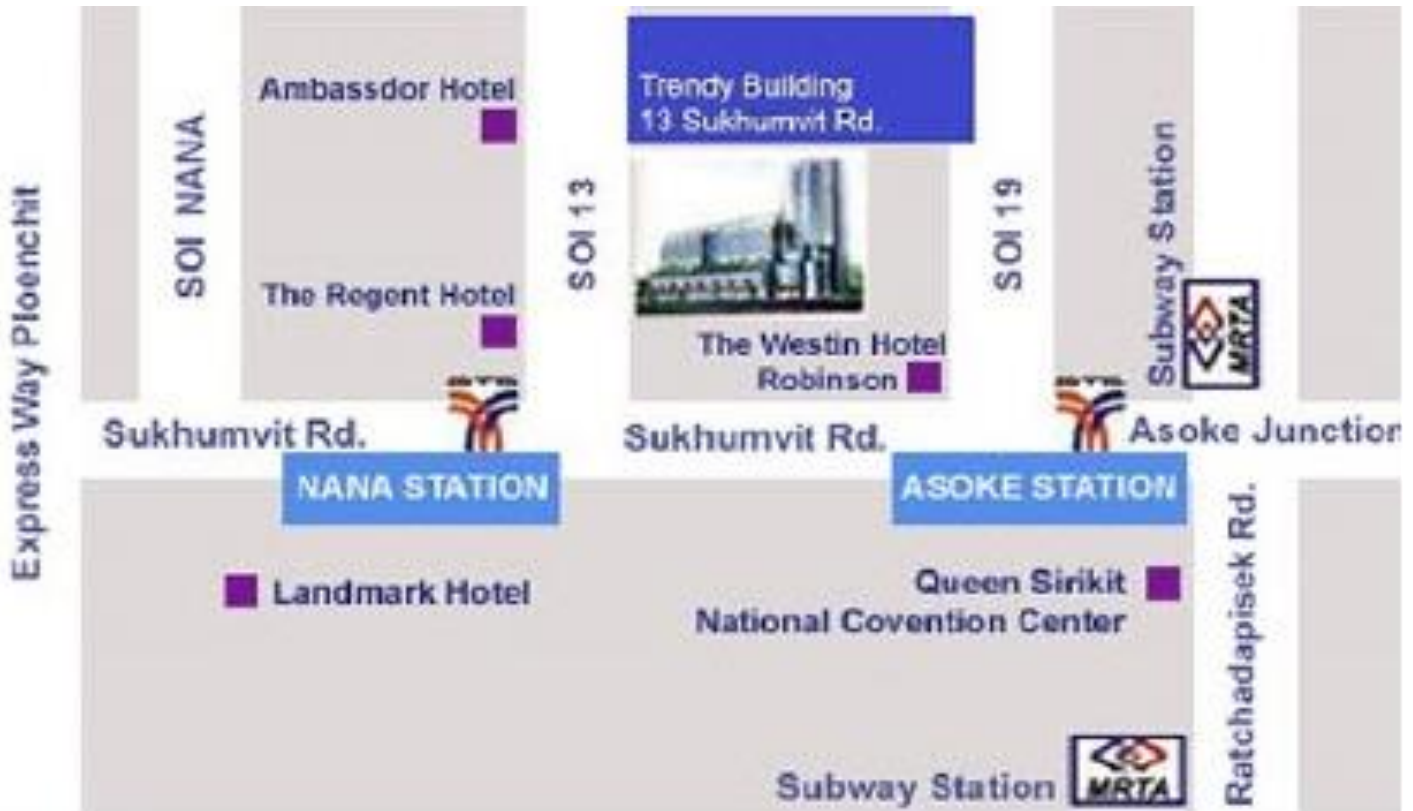 Ambassdor Hotel
Trendy Building
13 Sukhumvit Rd.
Express Way Ploenchit
SOI NANA
SOI 13
SOI 19
Subway Station
MRTA
The Regent Hotel
The Westin Hotel
Robinson
BTS
BTS
Sukhumvit Rd.
Sukhumvit Rd.
Asoke Junction
NANA STATION
ASOKE STATION
Landmark Hotel
Queen Sirikit
National Covention Center
Ratchadapisek Rd.
Subway Station
MRTA